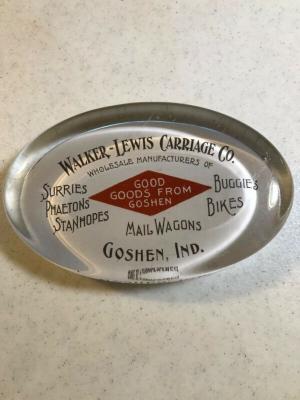 WALKER-LEWIS CARRIAGE CO.
WHOLESALE MANUFACTURERS OF
SURRIES
PHAETONS
STANHOPES
GOOD
GOODS FROM
GOSHEN
BUGGIES
BIKES
MAIL WAGONS
GOSHEN, IND.